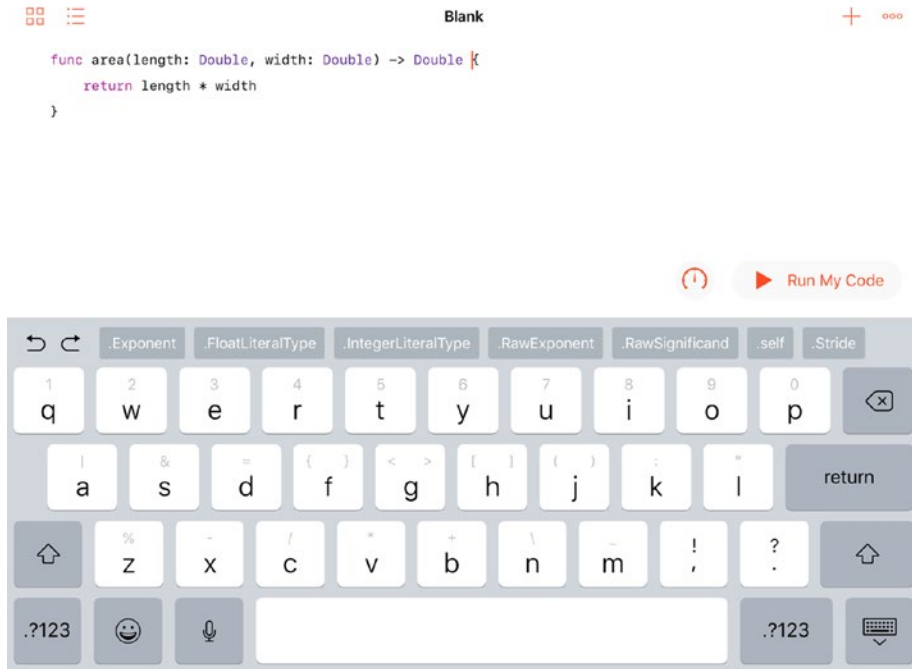 Blank
func area(length: Double, width: Double) -> Double {
return length * width
}
Run My Code
.Exponent .FloatLiteralType .IntegerLiteralType .RawExponent .RawSignificand .self .Stride
1 2 3 4 5 6 7 8 9 0
q w e r t y u i o p
| & = { } < > [ ] ( ) : "
a s d f g h j k l return
% - / * + \ _ ! ?
z x c v b n m , .
.?123 .?123